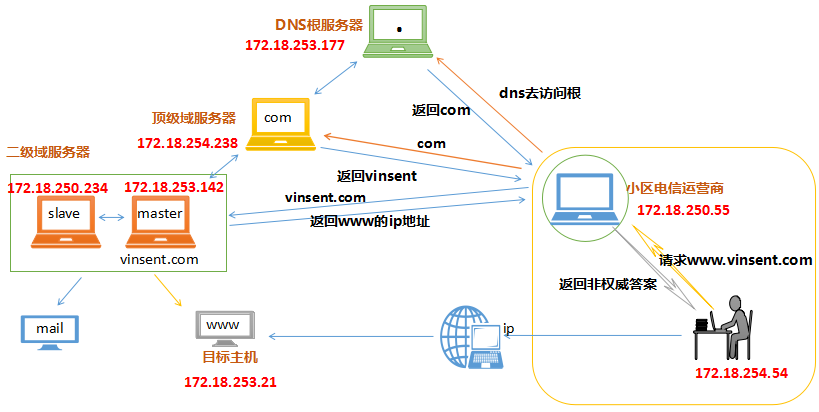 DNS根服务器
172.18.253.177
.
dns去访问根
返回com
顶级域服务器
172.18.254.238
com
com
返回vinsent
二级域服务器
172.18.250.234
172.18.253.142
slave
master
vinsent.com
vinsent.com
返回www的ip地址
小区电信运营商
172.18.250.55
请求www.vinsent.com
返回非权威答案
mail
www
目标主机
172.18.253.21
ip
172.18.254.54